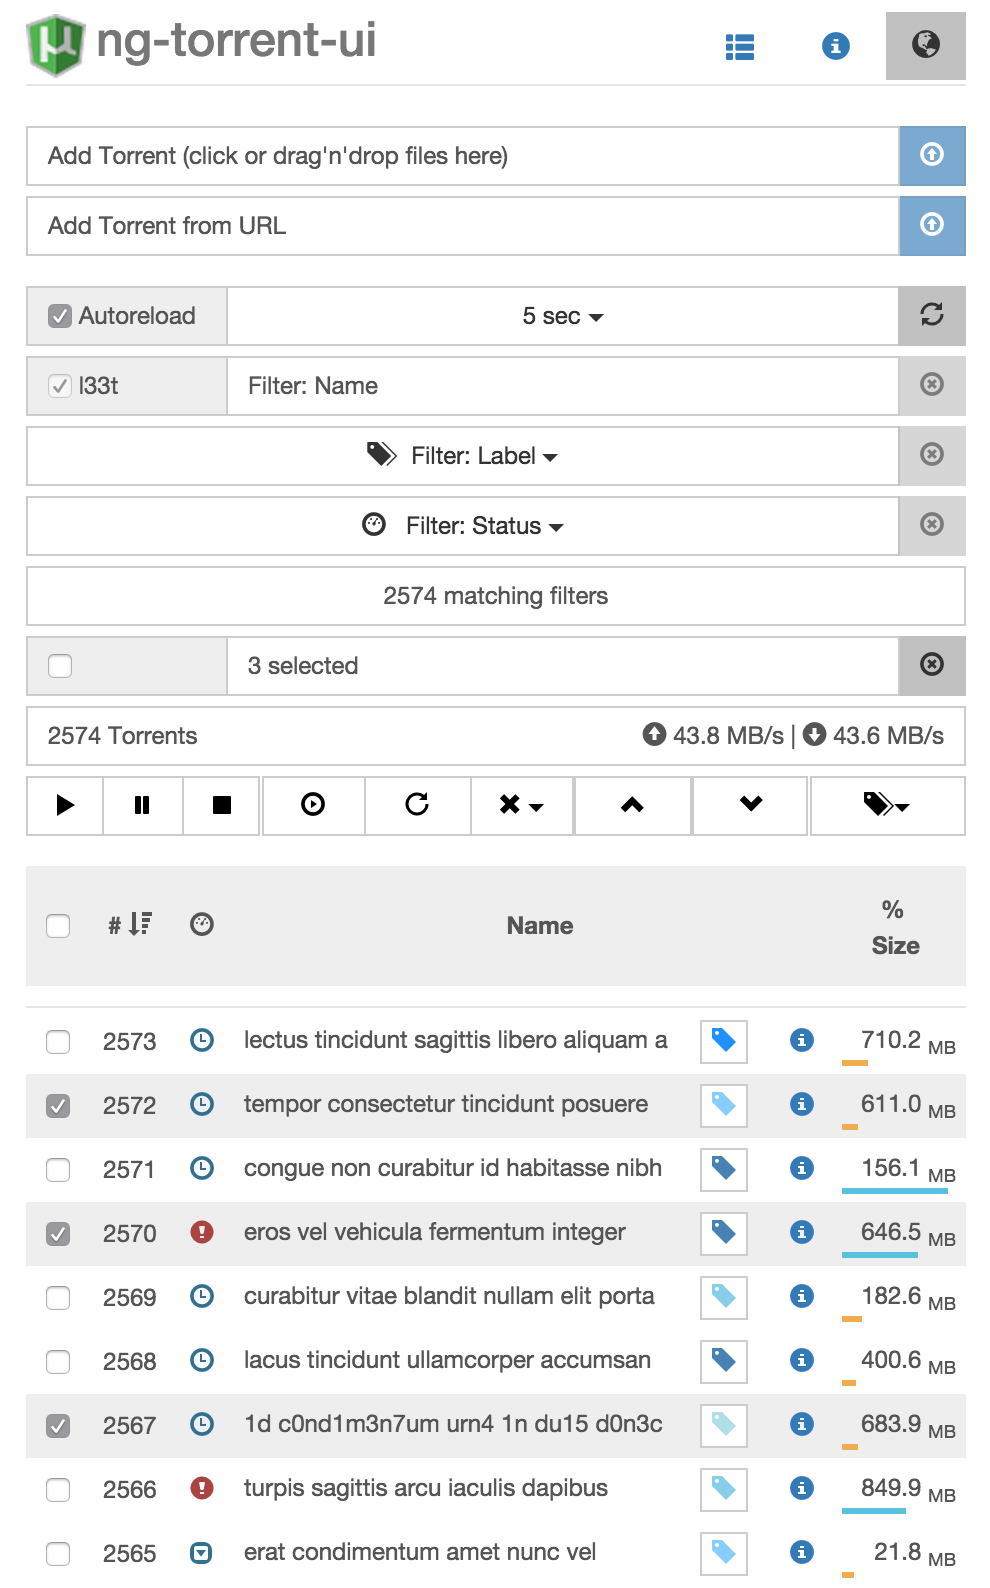 ng-torrent-ui
Add Torrent (click or drag'n'drop files here)
Add Torrent from URL
Autoreload 5 sec
l33t Filter: Name
Filter: Label
Filter: Status
2574 matching filters
3 selected
2574 Torrents 43.8 MB/s | 43.6 MB/s
# Name %
Size
2573 lectus tincidunt sagittis libero aliquam a 710.2 MB
2572 tempor consectetur tincidunt posuere 611.0 MB
2571 congue non curabitur id habitasse nibh 156.1 MB
2570 eros vel vehicula fermentum integer 646.5 MB
2569 curabitur vitae blandit nullam elit porta 182.6 MB
2568 lacus tincidunt ullamcorper accumsan 400.6 MB
2567 1d c0nd1m3n7um urn4 1n du15 d0n3c 683.9 MB
2566 turpis sagittis arcu iaculis dapibus 849.9 MB
2565 erat condimentum amet nunc vel 21.8 MB